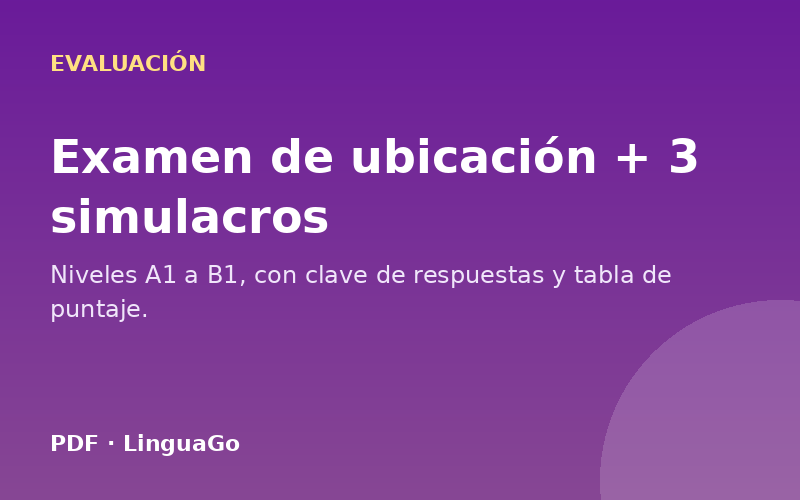 EVALUACIÓN
Examen de ubicación + 3
simulacros
Niveles A1 a B1, con clave de respuestas y tabla de
puntaje.
PDF · LinguaGo